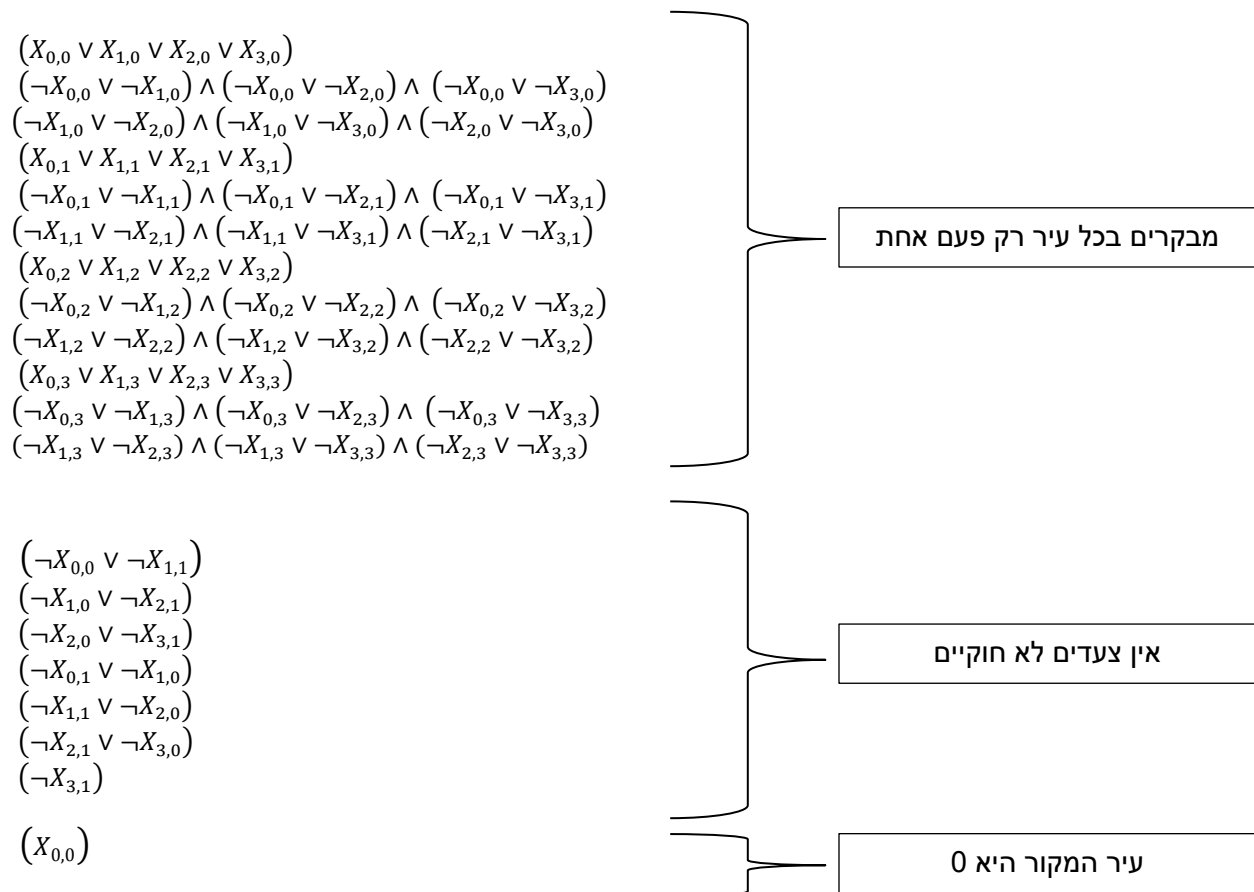 (X₀,₀ ∨ X₁,₀ ∨ X₂,₀ ∨ X₃,₀)
(¬X₀,₀ ∨ ¬X₁,₀) ∧ (¬X₀,₀ ∨ ¬X₂,₀) ∧ (¬X₀,₀ ∨ ¬X₃,₀)
(¬X₁,₀ ∨ ¬X₂,₀) ∧ (¬X₁,₀ ∨ ¬X₃,₀) ∧ (¬X₂,₀ ∨ ¬X₃,₀)
(X₀,₁ ∨ X₁,₁ ∨ X₂,₁ ∨ X₃,₁)
(¬X₀,₁ ∨ ¬X₁,₁) ∧ (¬X₀,₁ ∨ ¬X₂,₁) ∧ (¬X₀,₁ ∨ ¬X₃,₁)
(¬X₁,₁ ∨ ¬X₂,₁) ∧ (¬X₁,₁ ∨ ¬X₃,₁) ∧ (¬X₂,₁ ∨ ¬X₃,₁)
מבקרים בכל עיר רק פעם אחת
(X₀,₂ ∨ X₁,₂ ∨ X₂,₂ ∨ X₃,₂)
(¬X₀,₂ ∨ ¬X₁,₂) ∧ (¬X₀,₂ ∨ ¬X₂,₂) ∧ (¬X₀,₂ ∨ ¬X₃,₂)
(¬X₁,₂ ∨ ¬X₂,₂) ∧ (¬X₁,₂ ∨ ¬X₃,₂) ∧ (¬X₂,₂ ∨ ¬X₃,₂)
(X₀,₃ ∨ X₁,₃ ∨ X₂,₃ ∨ X₃,₃)
(¬X₀,₃ ∨ ¬X₁,₃) ∧ (¬X₀,₃ ∨ ¬X₂,₃) ∧ (¬X₀,₃ ∨ ¬X₃,₃)
(¬X₁,₃ ∨ ¬X₂,₃) ∧ (¬X₁,₃ ∨ ¬X₃,₃) ∧ (¬X₂,₃ ∨ ¬X₃,₃)
(¬X₀,₀ ∨ ¬X₁,₁)
(¬X₁,₀ ∨ ¬X₂,₁)
(¬X₂,₀ ∨ ¬X₃,₁)
אין צעדים לא חוקיים
(¬X₀,₁ ∨ ¬X₁,₀)
(¬X₁,₁ ∨ ¬X₂,₀)
(¬X₂,₁ ∨ ¬X₃,₀)
(¬X₃,₁)
(X₀,₀)
עיר המקור היא 0